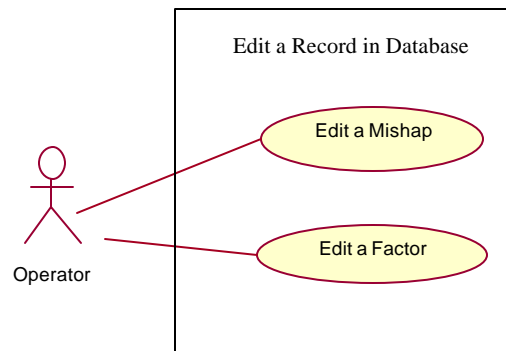 Edit a Record in Database
Edit a Mishap
Edit a Factor
Operator